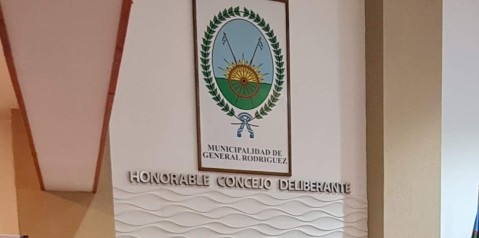 MUNICIPALIDAD DE
GENERAL RODRIGUEZ
HONORABLE CONCEJO DELIBERANTE